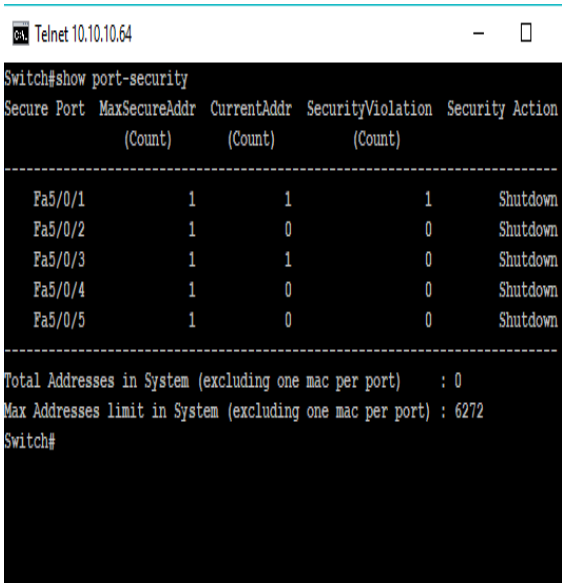 Telnet 10.10.10.64
Switch#show port-security
Secure Port MaxSecureAddr CurrentAddr SecurityViolation Security Action
(Count) (Count) (Count)
---------------------------------------------------------------------------
Fa5/0/1 1 1 1 Shutdown
Fa5/0/2 1 0 0 Shutdown
Fa5/0/3 1 1 0 Shutdown
Fa5/0/4 1 0 0 Shutdown
Fa5/0/5 1 0 0 Shutdown
---------------------------------------------------------------------------
Total Addresses in System (excluding one mac per port) : 0
Max Addresses limit in System (excluding one mac per port) : 6272
Switch#